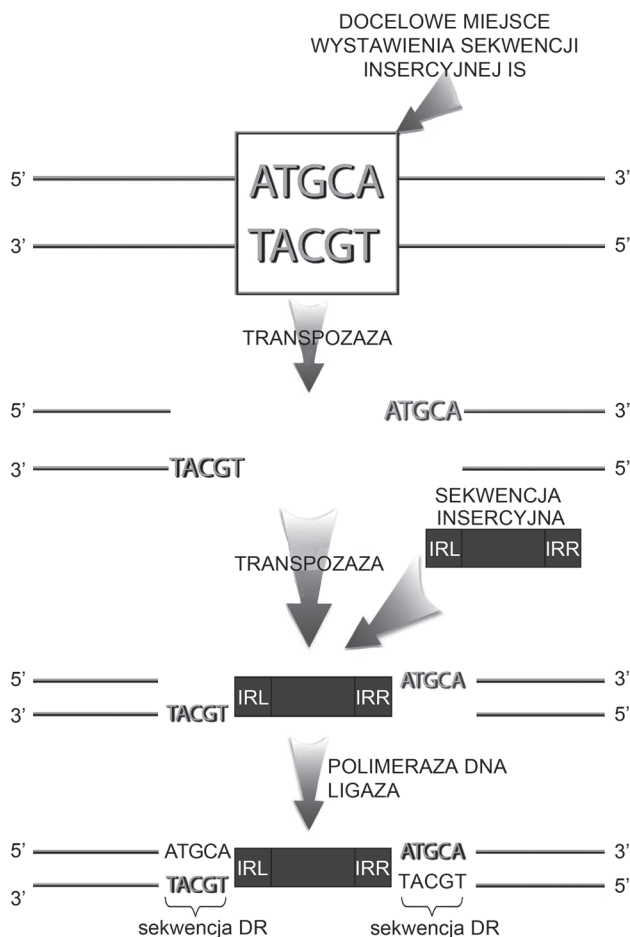 DOCELOWE MIEJSCE
WYSTAWIENIA SEKWENCJI
INSERCYJNEJ IS
5’ ATGCA 3’
3’ TACGT 5’
TRANSPOZAZA
5’ ATGCA 3’
3’ TACGT 5’
SEKWENCJA
INSERCYJNA
IRL IRR
TRANSPOZAZA
5’ ATGCA 3’
IRL IRR
3’ TACGT 5’
POLIMERAZA DNA
LIGAZA
5’ ATGCA ATGCA 3’
IRL IRR
3’ TACGT TACGT 5’
sekwencja DR sekwencja DR